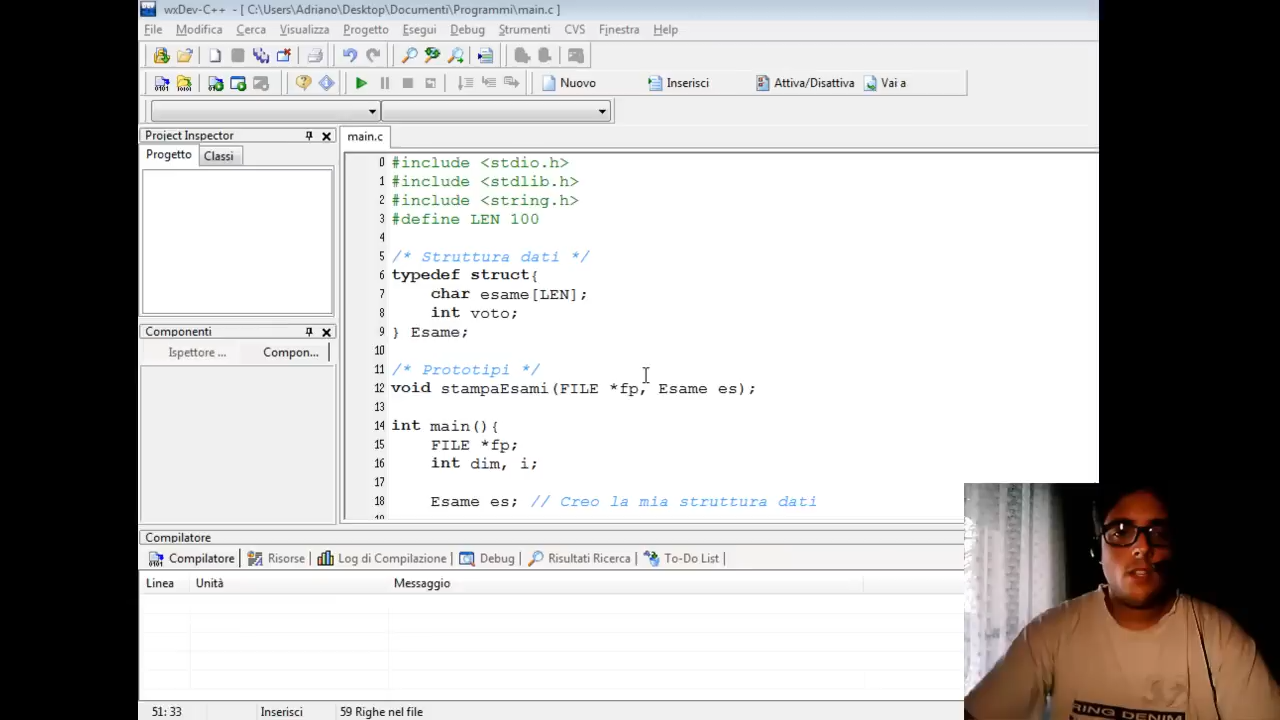 wxDev-C++ - [ C:\Users\Adriano\Desktop\Documenti\Programmi\main.c ]
File Modifica Cerca Visualizza Progetto Esegui Debug Strumenti CVS Finestra Help
Nuovo Inserisci Attiva/Disattiva Vai a
Project Inspector
main.c
Progetto Classi
0 #include <stdio.h>
1 #include <stdlib.h>
2 #include <string.h>
3 #define LEN 100
4
5 /* Struttura dati */
6 typedef struct{
7 char esame[LEN];
8 int voto;
9 } Esame;
10
11 /* Prototipi */
12 void stampaEsami(FILE *fp, Esame es);
13
14 int main(){
15 FILE *fp;
16 int dim, i;
17
18 Esame es; // Creo la mia struttura dati
Componenti
Ispettore ... Compon...
Compilatore
Compilatore Risorse Log di Compilazione Debug Risultati Ricerca To-Do List
Linea Unità Messaggio
51: 33 Inserisci 59 Righe nel file
RING DENIM